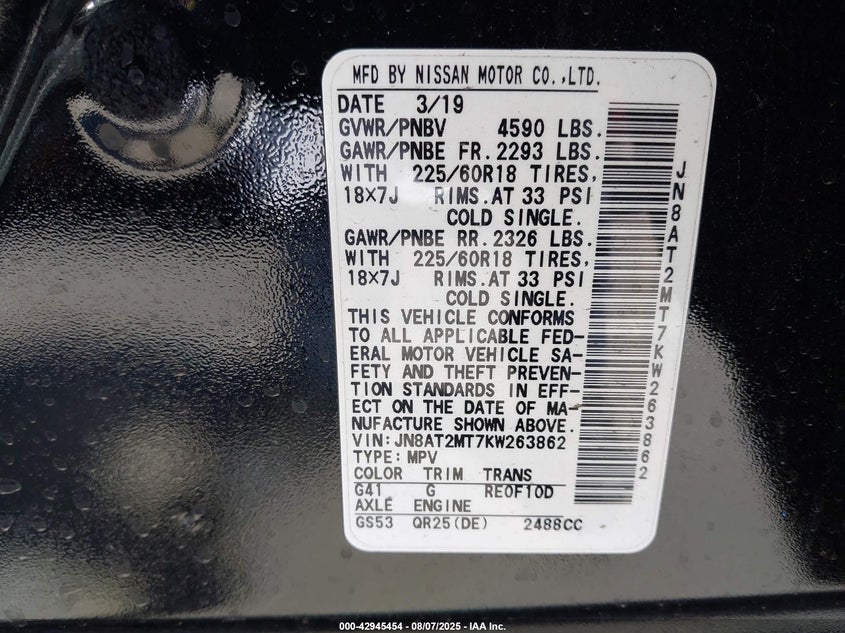 MFD BY NISSAN MOTOR CO.,LTD.
DATE 3/19
GVWR/PNBV 4590 LBS.
GAWR/PNBE FR.2293 LBS.
WITH 225/60R18 TIRES,
18×7J RIMS.AT 33 PSI
COLD SINGLE.
GAWR/PNBE RR.2326 LBS.
WITH 225/60R18 TIRES,
18×7J RIMS.AT 33 PSI
COLD SINGLE.
THIS VEHICLE CONFORMS
TO ALL APPLICABLE FED-
ERAL MOTOR VEHICLE SA-
FETY AND THEFT PREVEN-
TION STANDARDS IN EFF-
ECT ON THE DATE OF MA-
NUFACTURE SHOWN ABOVE.
VIN:JN8AT2MT7KW263862
TYPE:MPV
COLOR TRIM TRANS
G41 G RE0F10D
AXLE ENGINE
GS53 QR25(DE) 2488CC
JN8AT2MT7KW263862
000-42945454 - 08/07/2025 - IAA Inc.